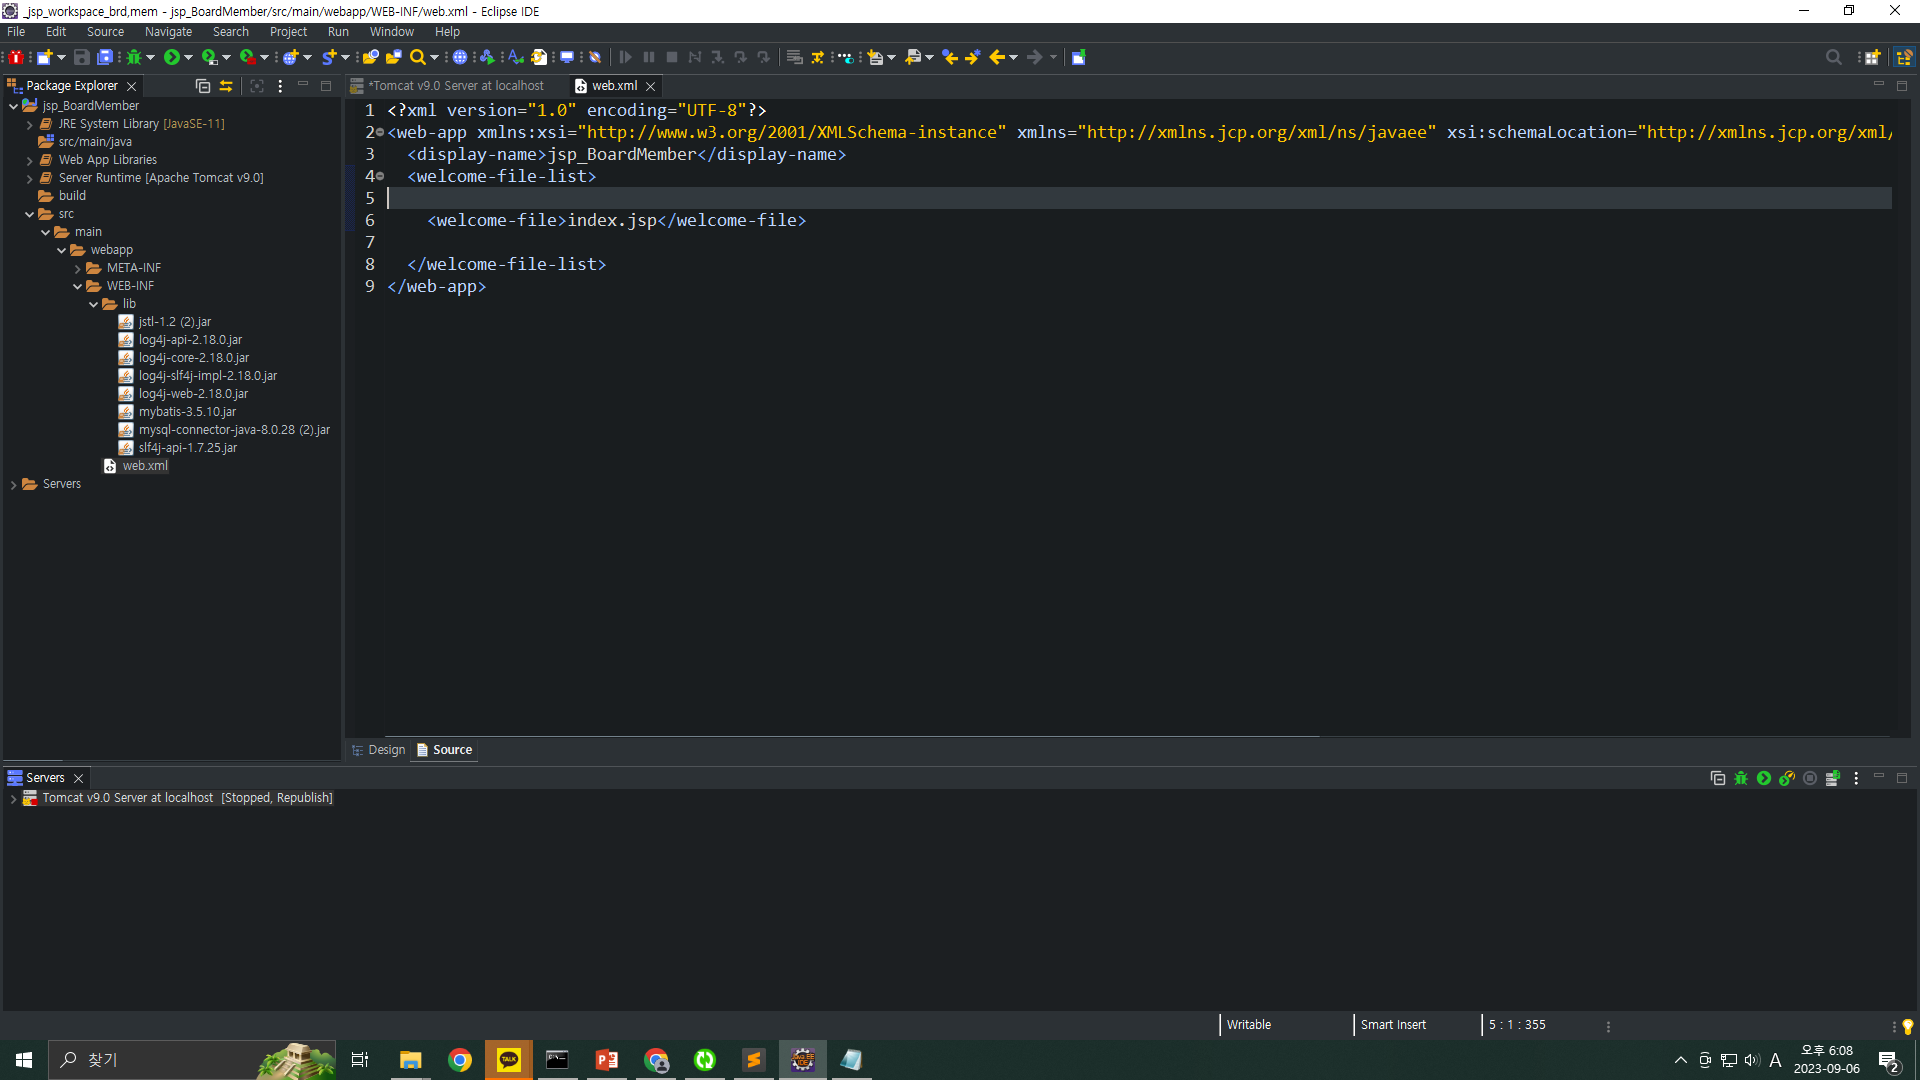 _jsp_workspace_brd,mem - jsp_BoardMember/src/main/webapp/WEB-INF/web.xml - Eclipse IDE
File Edit Source Navigate Search Project Run Window Help
Package Explorer
*Tomcat v9.0 Server at localhost
web.xml
jsp_BoardMember
JRE System Library [JavaSE-11]
src/main/java
Web App Libraries
Server Runtime [Apache Tomcat v9.0]
build
src
main
webapp
META-INF
WEB-INF
lib
jstl-1.2 (2).jar
log4j-api-2.18.0.jar
log4j-core-2.18.0.jar
log4j-slf4j-impl-2.18.0.jar
log4j-web-2.18.0.jar
mybatis-3.5.10.jar
mysql-connector-java-8.0.28 (2).jar
slf4j-api-1.7.25.jar
web.xml
Servers
1 <?xml version="1.0" encoding="UTF-8"?>
2 <web-app xmlns:xsi="http://www.w3.org/2001/XMLSchema-instance" xmlns="http://xmlns.jcp.org/xml/ns/javaee" xsi:schemaLocation="http://xmlns.jcp.org/xml/
3 <display-name>jsp_BoardMember</display-name>
4 <welcome-file-list>
5
6 <welcome-file>index.jsp</welcome-file>
7
8 </welcome-file-list>
9 </web-app>
Design Source
Servers
Tomcat v9.0 Server at localhost [Stopped, Republish]
Writable Smart Insert 5 : 1 : 355
찾기
TALK
A
오후 6:08
2023-09-06
2